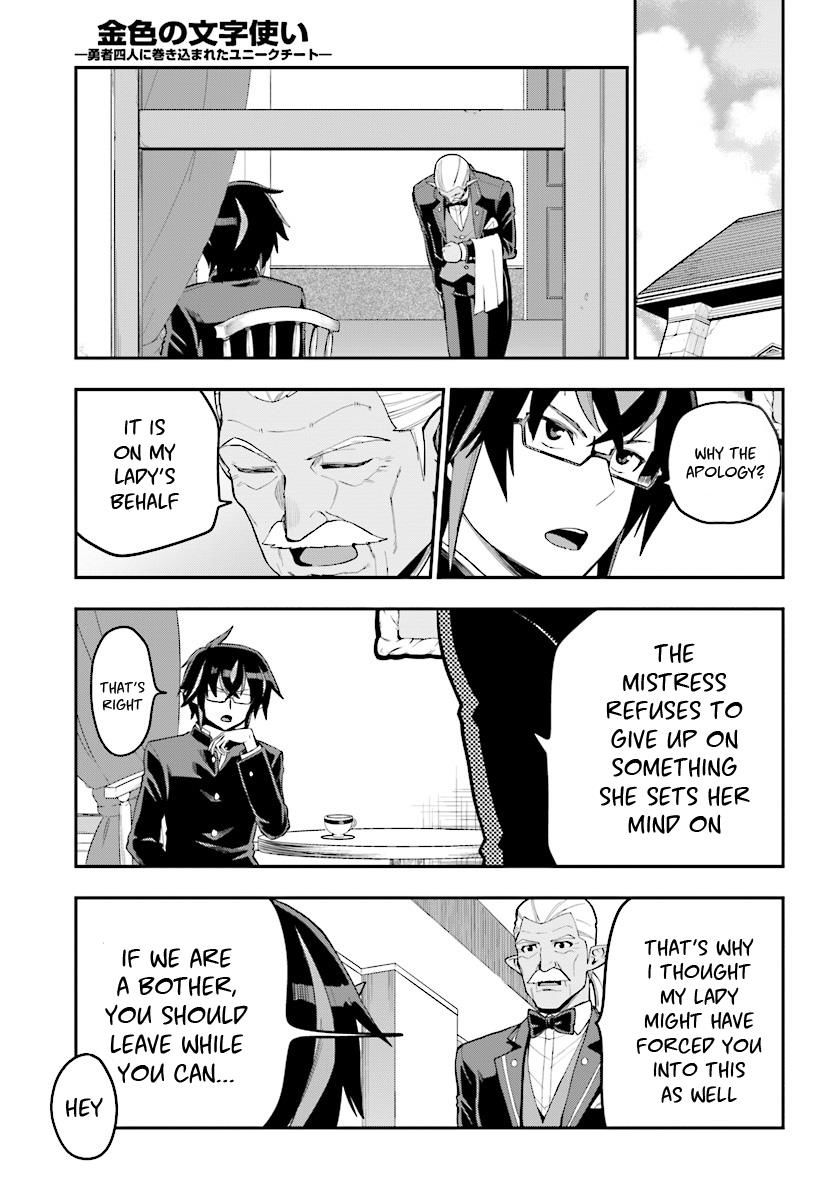 金色の文字使い
―勇者四人に巻き込まれたユニークチート―
WHY THE
APOLOGY?
IT IS
ON MY
LADY'S
BEHALF
THE
MISTRESS
REFUSES TO
GIVE UP ON
SOMETHING
SHE SETS HER
MIND ON
THAT'S
RIGHT
THAT'S WHY
I THOUGHT
MY LADY
MIGHT HAVE
FORCED YOU
INTO THIS
AS WELL
IF WE ARE
A BOTHER,
YOU SHOULD
LEAVE WHILE
YOU CAN...
HEY